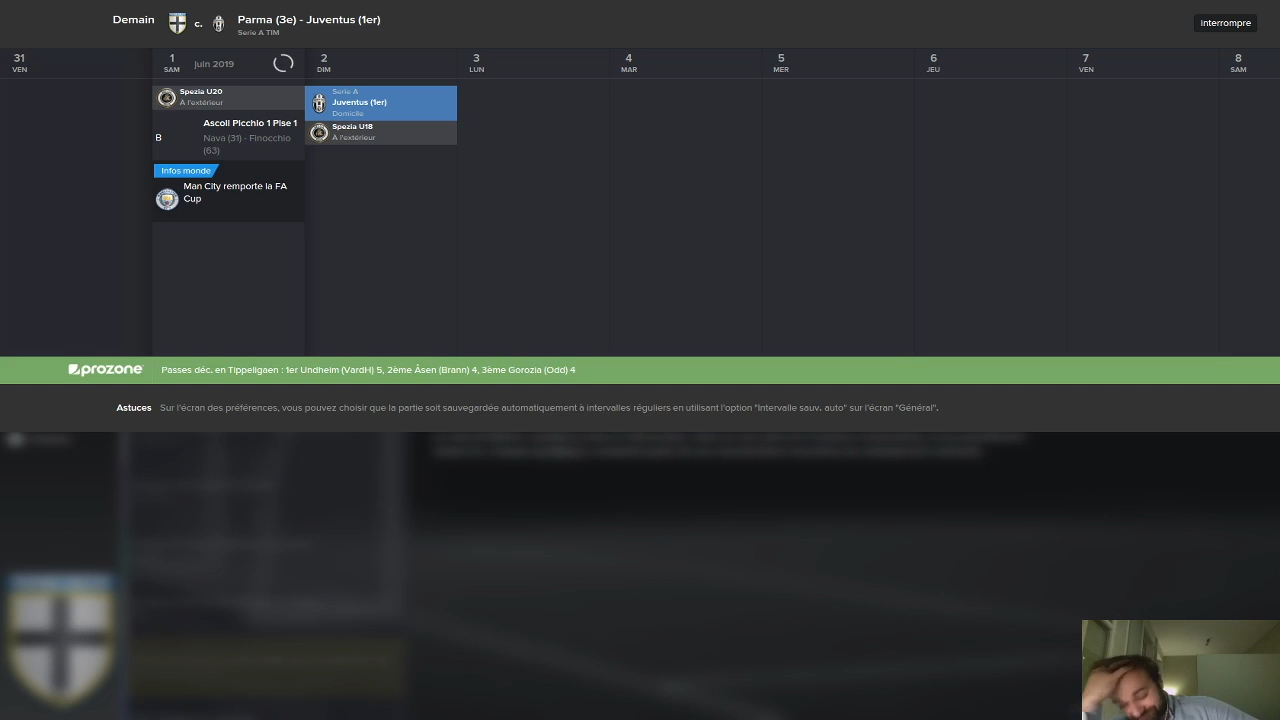 Demain
c.
Parma (3e) - Juventus (1er)
Serie A TIM
Interrompre
31
VEN
1
SAM
juin 2019
2
DIM
3
LUN
4
MAR
5
MER
6
JEU
7
VEN
8
SAM
Spezia U20
À l'extérieur
B
Ascoli Picchio 1 Pise 1
Nava (31) - Finocchio
(63)
Infos monde
Man City remporte la FA
Cup
Serie A
Juventus (1er)
Domicile
Spezia U18
À l'extérieur
prozone
Passes déc. en Tippeligaen : 1er Undheim (VardH) 5, 2ème Åsen (Brann) 4, 3ème Gorozia (Odd) 4
Astuces
Sur l'écran des préférences, vous pouvez choisir que la partie soit sauvegardée automatiquement à intervalles réguliers en utilisant l'option "Intervalle sauv. auto" sur l'écran "Général".